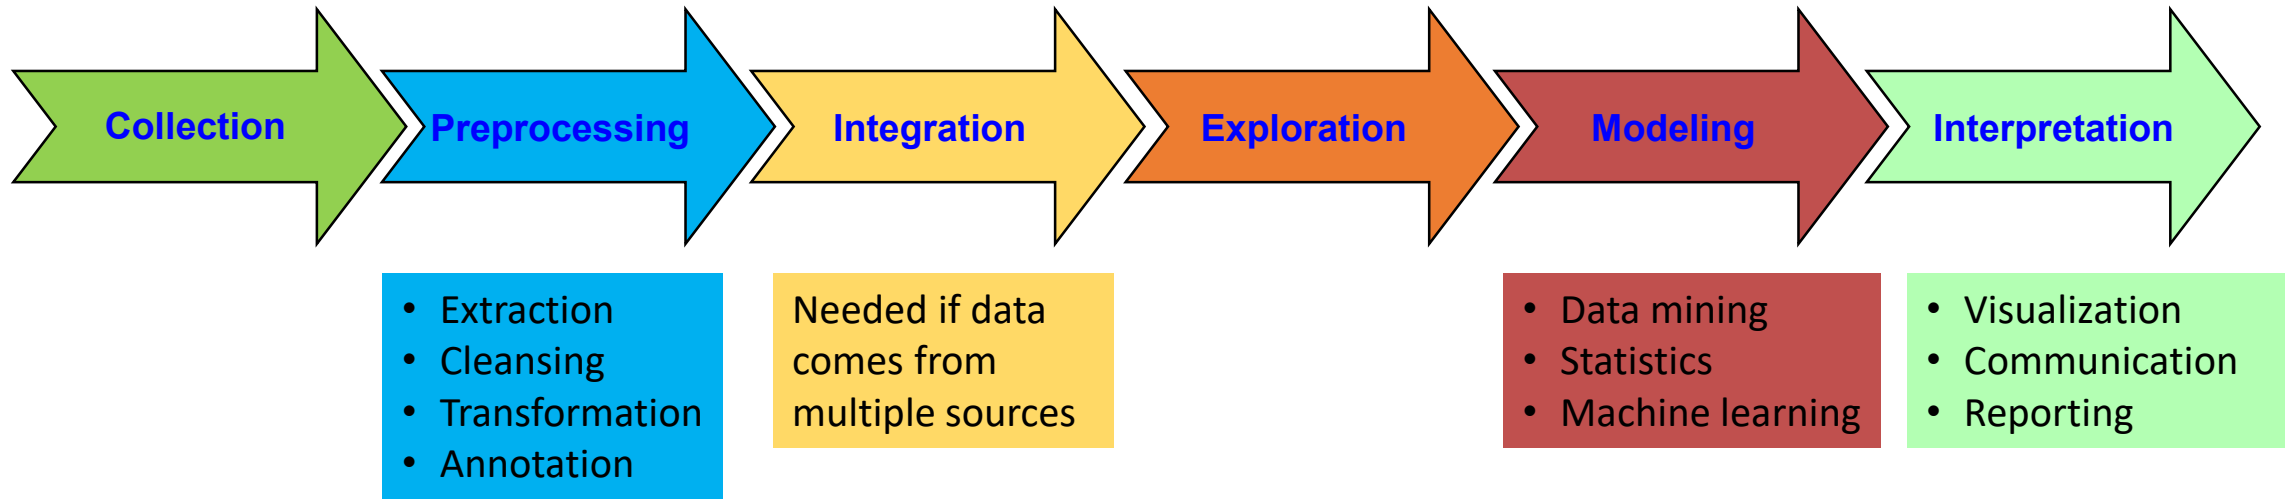 Collection
Preprocessing
Integration
Exploration
Modeling
Interpretation
• Extraction
• Cleansing
• Transformation
• Annotation
Needed if data
comes from
multiple sources
• Data mining
• Statistics
• Machine learning
• Visualization
• Communication
• Reporting